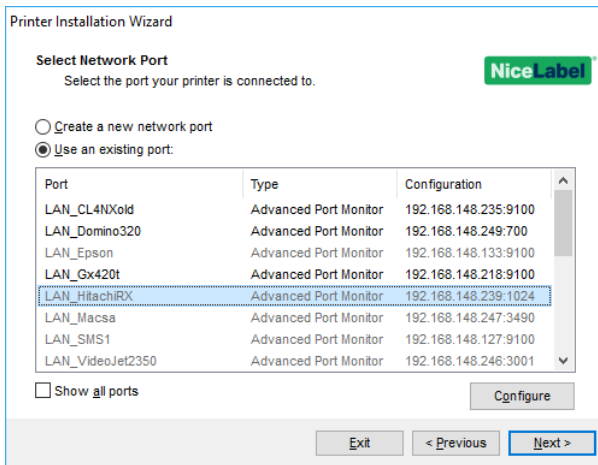 Printer Installation Wizard
Select Network Port
Select the port your printer is connected to.
NiceLabel
Create a new network port
Use an existing port:
Port Type Configuration
LAN_CL4NXold Advanced Port Monitor 192.168.148.235:9100
LAN_Domino320 Advanced Port Monitor 192.168.148.249:700
LAN_Epson Advanced Port Monitor 192.168.148.133:9100
LAN_Gx420t Advanced Port Monitor 192.168.148.218:9100
LAN_HitachiRX Advanced Port Monitor 192.168.148.239:1024
LAN_Macsa Advanced Port Monitor 192.168.148.247:3490
LAN_SMS1 Advanced Port Monitor 192.168.148.127:9100
LAN_VideoJet2350 Advanced Port Monitor 192.168.148.246:3001
Show all ports
Configure
Exit < Previous Next >